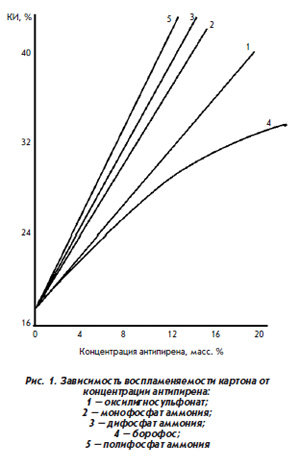 КИ, %
5
3
2
1
4
40
32
24
16
0 4 8 12 16 20
Концентрация антипирена, масс. %
Рис. 1. Зависимость воспламеняемости картона от
концентрации антипирена:
1 — оксилигносульфонат;
2 — монофосфат аммония;
3 — дифосфат аммония;
4 — борофос;
5 — полифосфат аммония